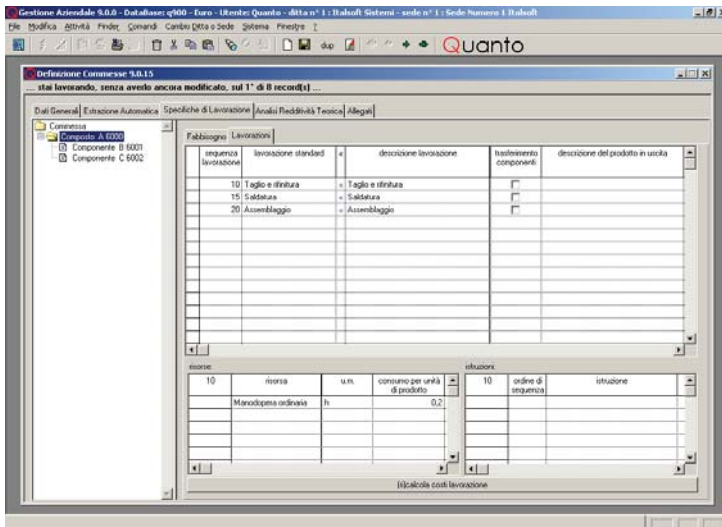 Gestione Aziendale 9.0.0 - DataBase: q900 - Euro - Utente: Quanto - ditta n° 1 : Italsoft Sistemi - sede n° 1 : Sede Numero 1 Italsoft
File Modifica Attività Finder Comandi Cambio Ditta o Sede Sistema Finestre ?
dup Quanto
Definizione Commesse 9.0.15
... stai lavorando, senza averlo ancora modificato, sul 1° di 8 record(s) ...
Dati Generali Estrazione Automatica Specifiche di Lavorazione Analisi Redditività Teorica Allegati
Commessa
Composto A 6000
Componente B 6001
Componente C 6002
Fabbisogno Lavorazioni
sequenza lavorazione lavorazione standard « descrizione lavorazione trasferimento componenti descrizione del prodotto in uscita
10 Taglio e rifinitura « Taglio e rifinitura
15 Saldatura « Saldatura
20 Assemblaggio « Assemblaggio
risorse: istruzioni:
10 risorsa u.m. consumo per unità di prodotto 10 ordine di sequenza istruzione
Manodopera ordinaria h 0,2
(ri)calcola costi lavorazione